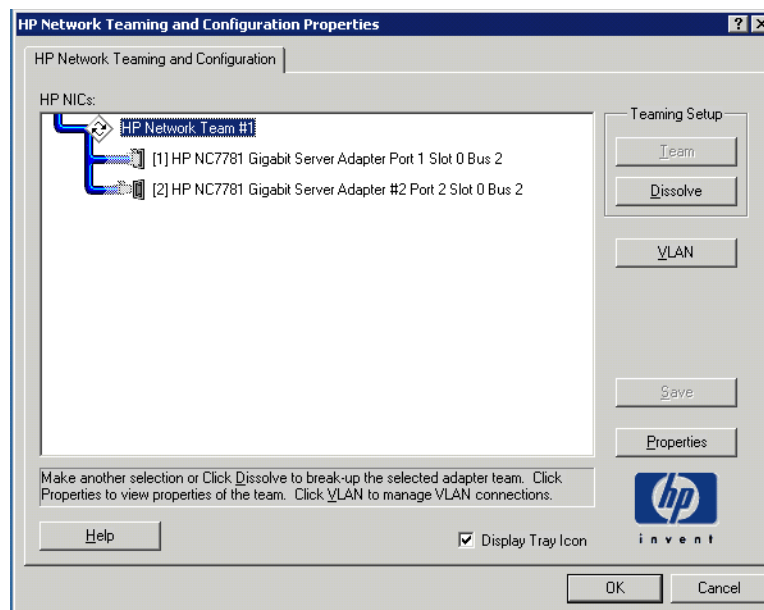 HP Network Teaming and Configuration Properties
HP Network Teaming and Configuration
HP NICs:
HP Network Team #1
[1] HP NC7781 Gigabit Server Adapter Port 1 Slot 0 Bus 2
[2] HP NC7781 Gigabit Server Adapter #2 Port 2 Slot 0 Bus 2
Teaming Setup
Team
Dissolve
VLAN
Save
Properties
Make another selection or Click Dissolve to break-up the selected adapter team. Click
Properties to view properties of the team. Click VLAN to manage VLAN connections.
hp
invent
Help
Display Tray Icon
OK
Cancel